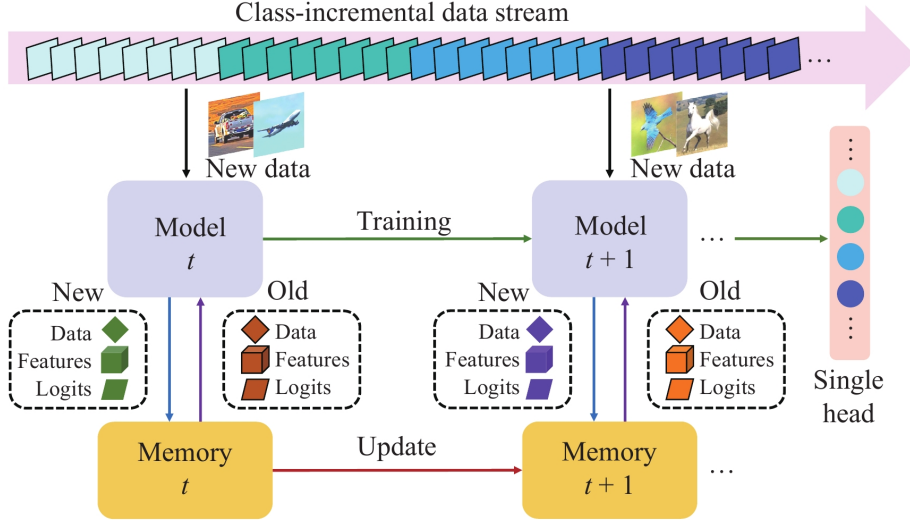 Class-incremental data stream
...
New data
New data
Model
t
Training
Model
t + 1
...
...
...
Single
head
New
Data
Features
Logits
Old
Data
Features
Logits
New
Data
Features
Logits
Old
Data
Features
Logits
Memory
t
Update
Memory
t + 1
...